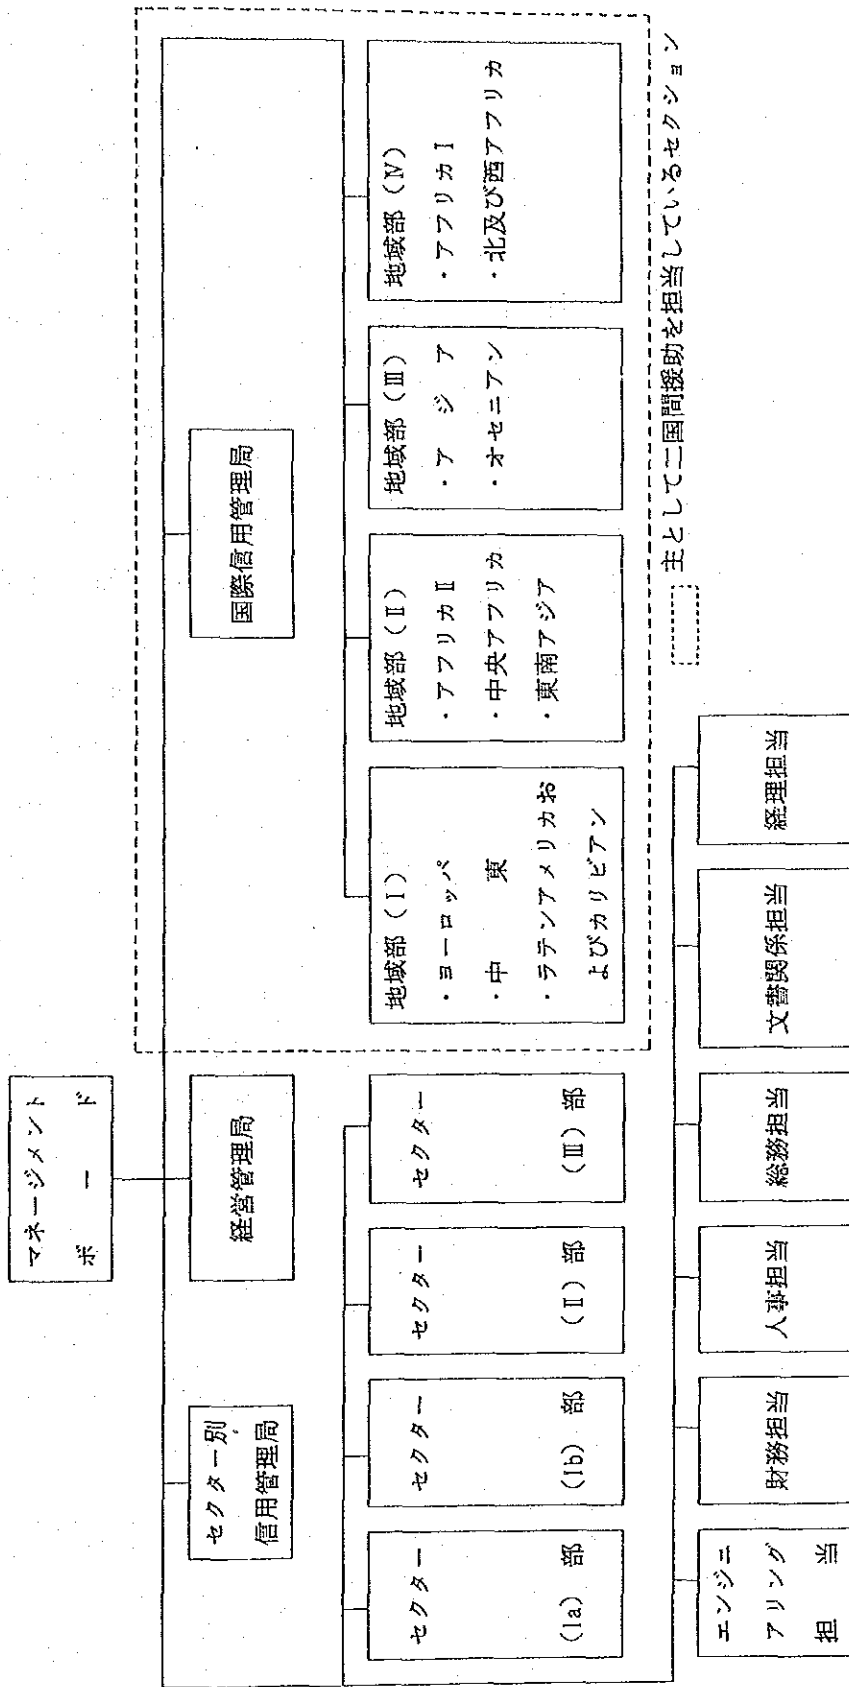 マネージメント
ボード
セクター別
信用管理局
経営管理局
国際信用管理局
セクター
(Ia) 部
セクター
(Ib) 部
セクター
(II) 部
セクター
(III) 部
地域部 (I)
・ヨーロッパ
・中東
・ラテンアメリカお
よびカリビアン
地域部 (II)
・アフリカII
・中央アフリカ
・東南アジア
地域部 (III)
・アジア
・オセニアン
地域部 (IV)
・アフリカI
・北及び西アフリカ
エンジニ
アリング
担当
財務担当
人事担当
総務担当
文書関係担当
経理担当
主として二国間援助を担当しているセクション